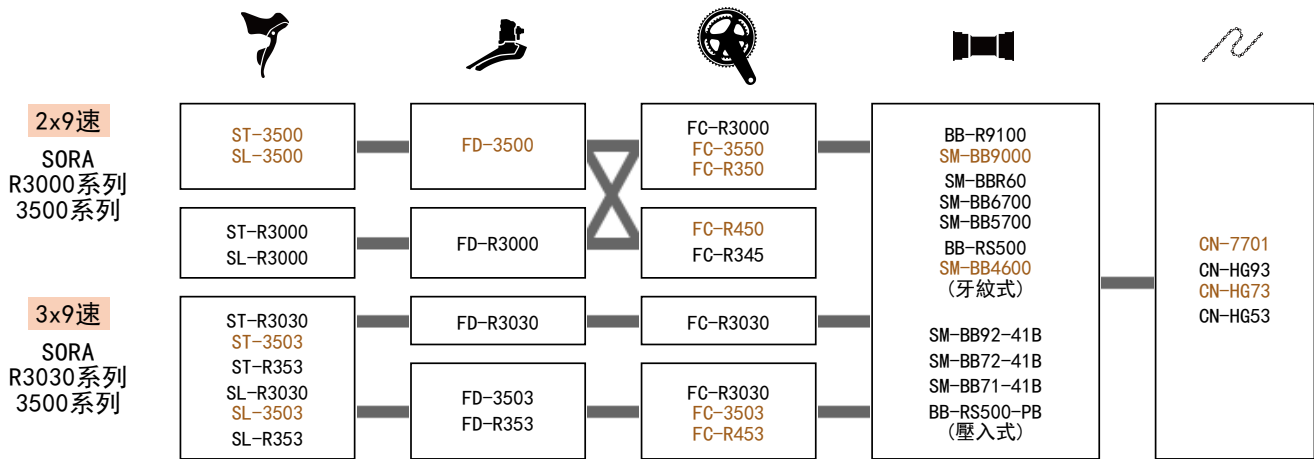 2x9速
SORA
R3000系列
3500系列
ST-3500
SL-3500
FD-3500
FC-R3000
FC-3550
FC-R350
ST-R3000
SL-R3000
FD-R3000
FC-R450
FC-R345
3x9速
SORA
R3030系列
3500系列
ST-R3030
ST-3503
ST-R353
SL-R3030
SL-3503
SL-R353
FD-R3030
FC-R3030
FD-3503
FD-R353
FC-R3030
FC-3503
FC-R453
BB-R9100
SM-BB9000
SM-BBR60
SM-BB6700
SM-BB5700
BB-RS500
SM-BB4600
(牙紋式)
SM-BB92-41B
SM-BB72-41B
SM-BB71-41B
BB-RS500-PB
(壓入式)
CN-7701
CN-HG93
CN-HG73
CN-HG53